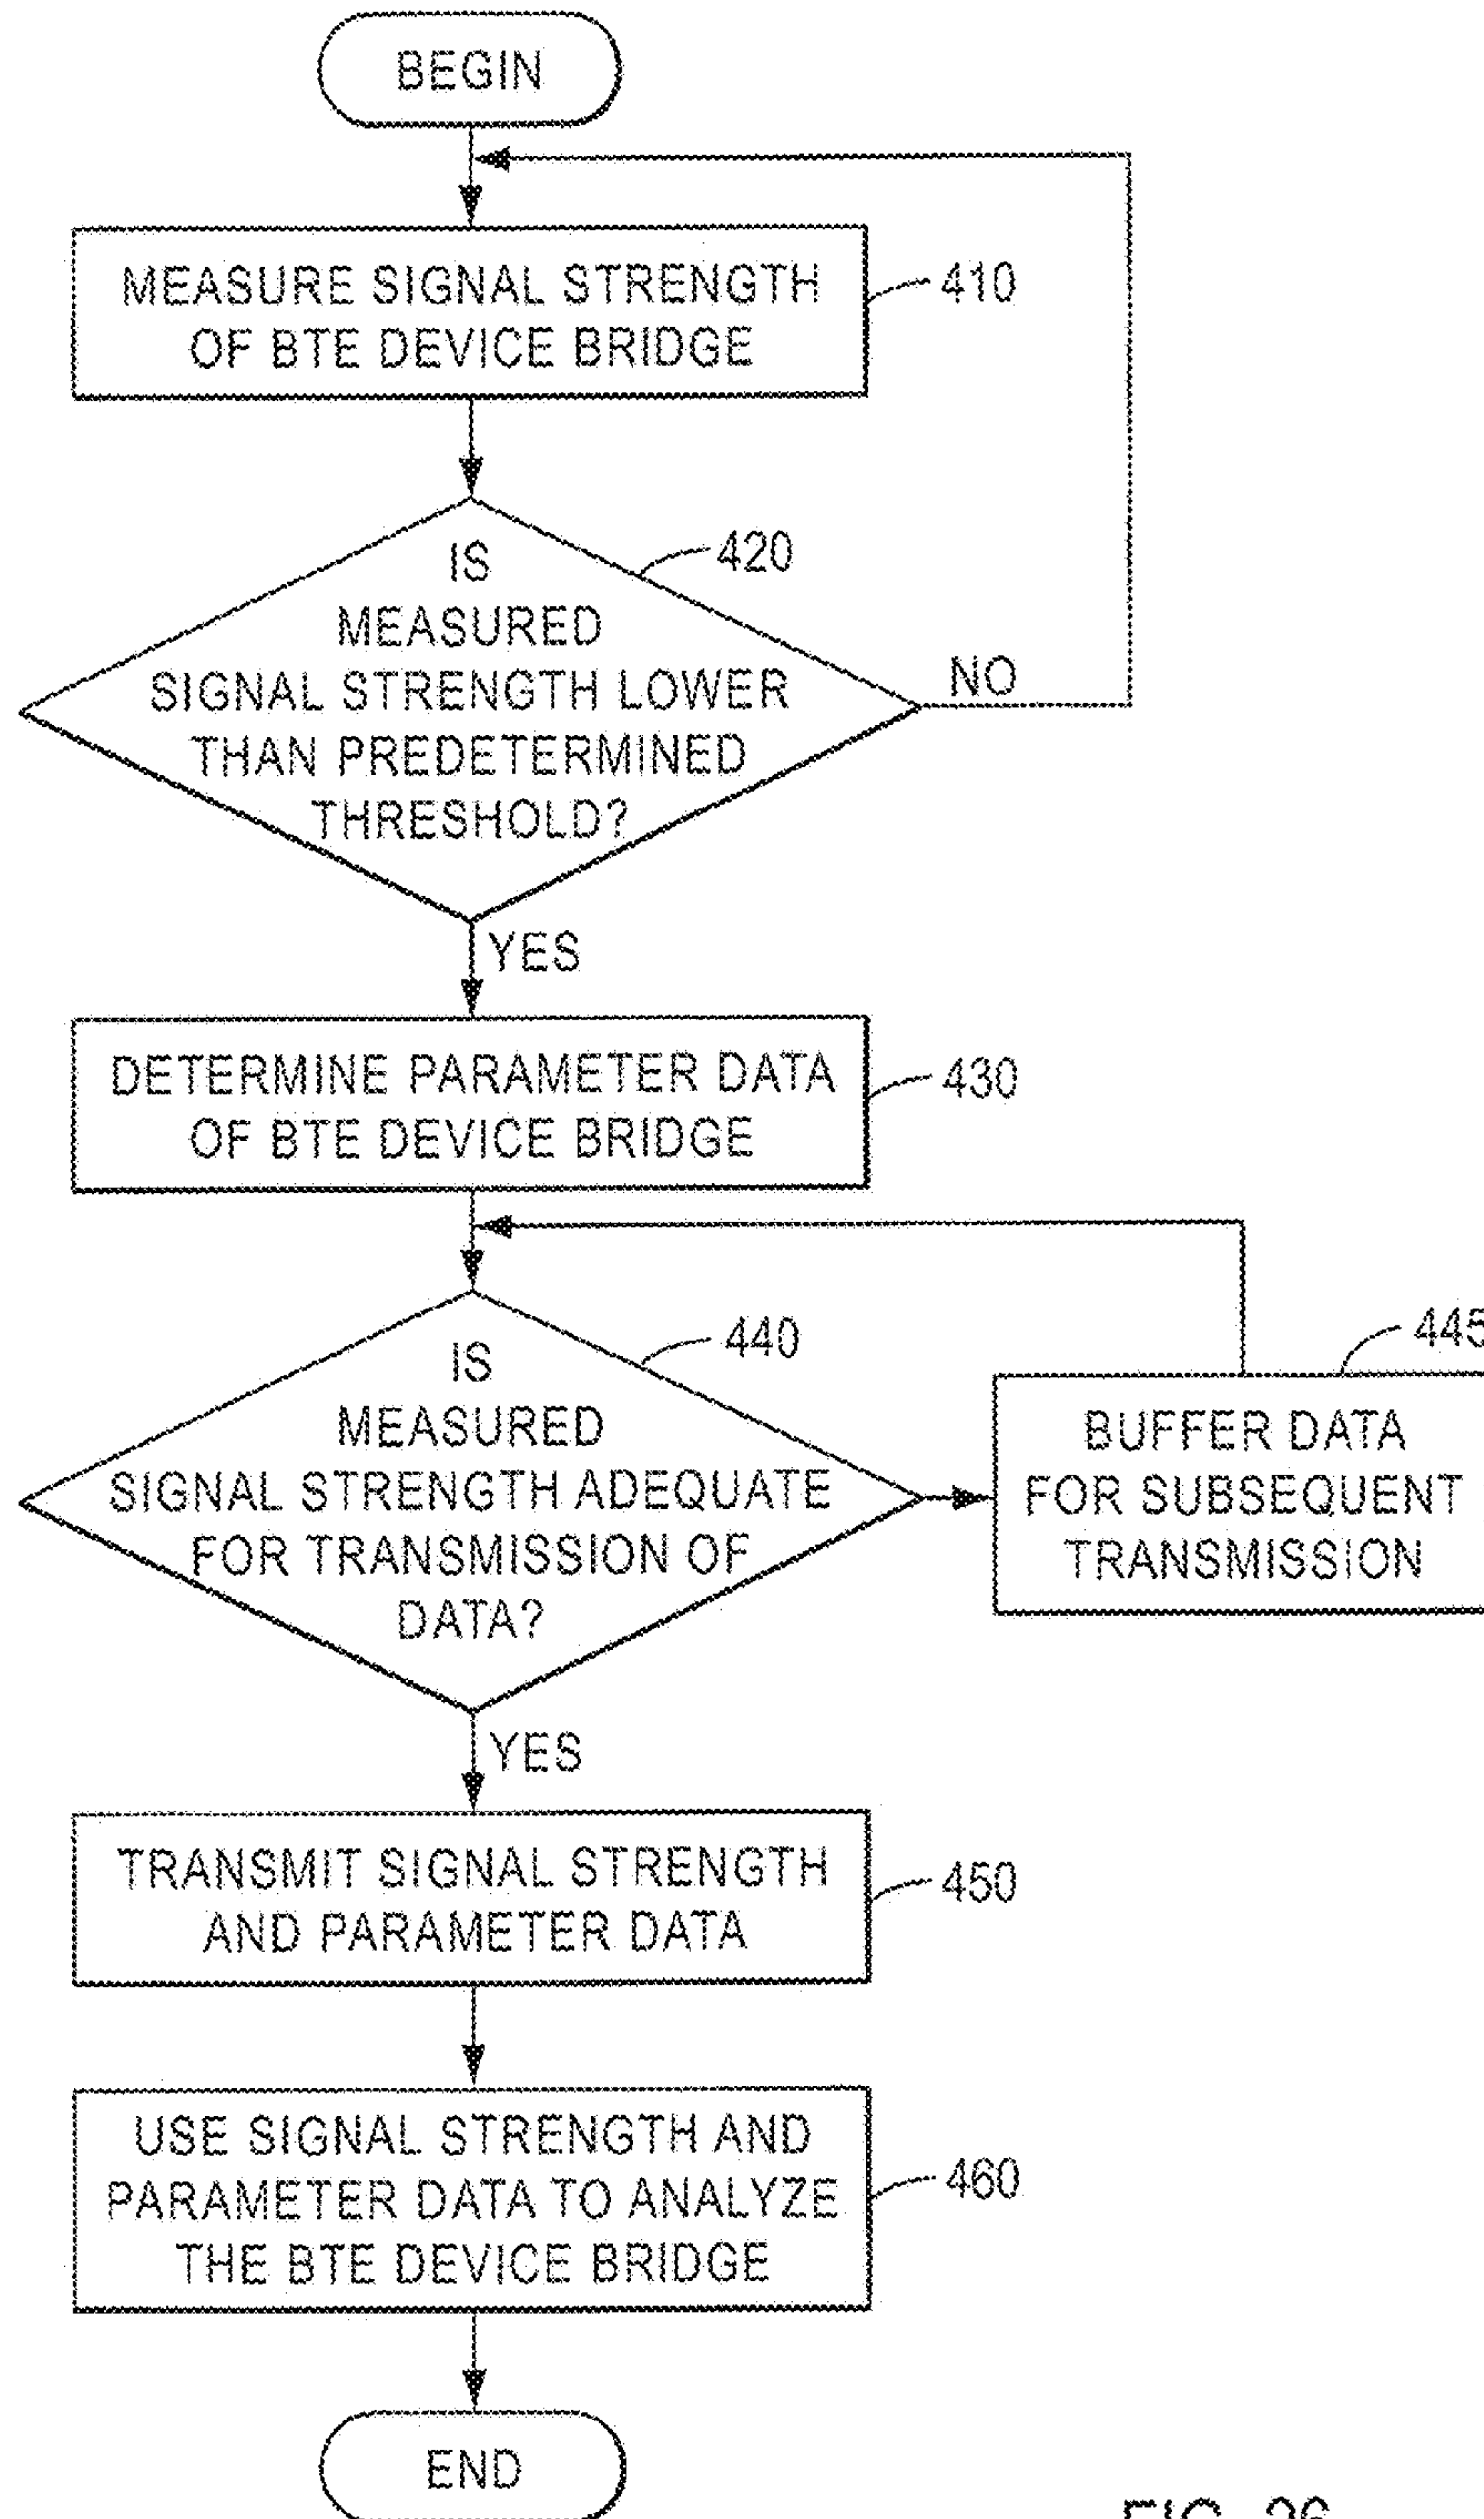 BEGIN
MEASURE SIGNAL STRENGTH
OF BTE DEVICE BRIDGE
410
IS
MEASURED
SIGNAL STRENGTH LOWER
THAN PREDETERMINED
THRESHOLD?
420
NO
YES
DETERMINE PARAMETER DATA
OF BTE DEVICE BRIDGE
430
IS
MEASURED
SIGNAL STRENGTH ADEQUATE
FOR TRANSMISSION OF
DATA?
440
445
BUFFER DATA
FOR SUBSEQUENT
TRANSMISSION
YES
TRANSMIT SIGNAL STRENGTH
AND PARAMETER DATA
450
USE SIGNAL STRENGTH AND
PARAMETER DATA TO ANALYZE
THE BTE DEVICE BRIDGE
460
END